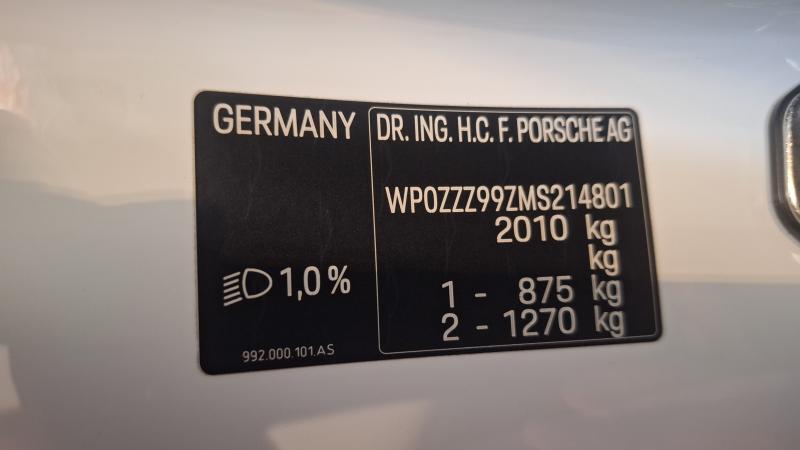 GERMANY
DR. ING. H.C. F. PORSCHE AG
WP0ZZZ99ZMS214801
2010 kg
kg
1,0 %
1 - 875 kg
2 - 1270 kg
992.000.101.AS